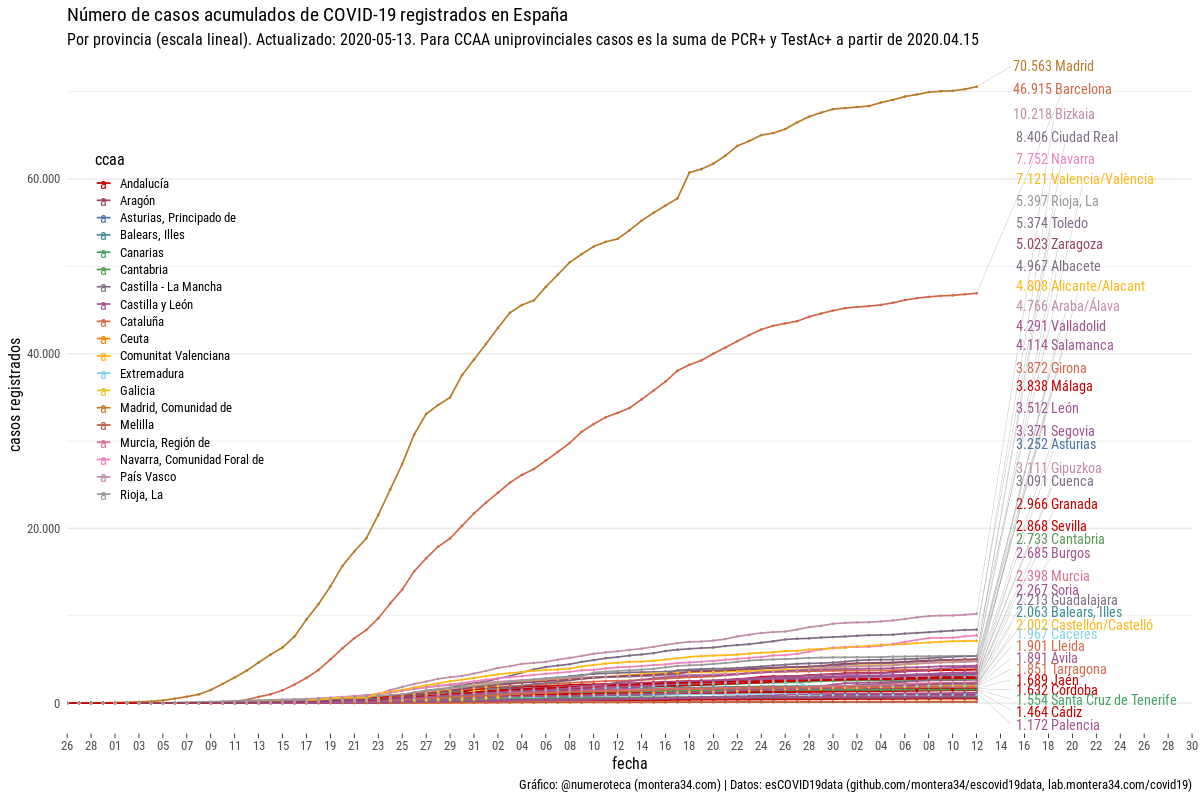 Número de casos acumulados de COVID-19 registrados en España
Por provincia (escala lineal). Actualizado: 2020-05-13. Para CCAA uniprovinciales casos es la suma de PCR+ y TestAc+ a partir de 2020.04.15
casos registrados
60.000
40.000
20.000
0
ccaa
Andalucía
Aragón
Asturias, Principado de
Balears, Illes
Canarias
Cantabria
Castilla - La Mancha
Castilla y León
Cataluña
Ceuta
Comunitat Valenciana
Extremadura
Galicia
Madrid, Comunidad de
Melilla
Murcia, Región de
Navarra, Comunidad Foral de
País Vasco
Rioja, La
70.563 Madrid
46.915 Barcelona
10.218 Bizkaia
8.406 Ciudad Real
7.752 Navarra
7.121 Valencia/València
5.397 Rioja, La
5.374 Toledo
5.023 Zaragoza
4.967 Albacete
4.808 Alicante/Alacant
4.766 Araba/Álava
4.291 Valladolid
4.114 Salamanca
3.872 Girona
3.838 Málaga
3.512 León
3.371 Segovia
3.252 Asturias
3.111 Gipuzkoa
3.091 Cuenca
2.966 Granada
2.868 Sevilla
2.733 Cantabria
2.685 Burgos
2.398 Murcia
2.267 Soria
2.213 Guadalajara
2.063 Balears, Illes
2.002 Castellón/Castelló
1.967 Cáceres
1.901 Lleida
1.891 Ávila
1.851 Tarragona
Jaén
1.632 Córdoba
1.554 Santa Cruz de Tenerife
1.464 Cádiz
1.172 Palencia
26 28 01 03 05 07 09 11 13 15 17 19 21 23 25 27 29 31 02 04 06 08 10 12 14 16 18 20 22 24 26 28 30 02 04 06 08 10 12 14 16 18 20 22 24 26 28 30
fecha
Gráfico: @numeroteca (montera34.com) | Datos: esCOVID19data (github.com/montera34/escovid19data, lab.montera34.com/covid19)